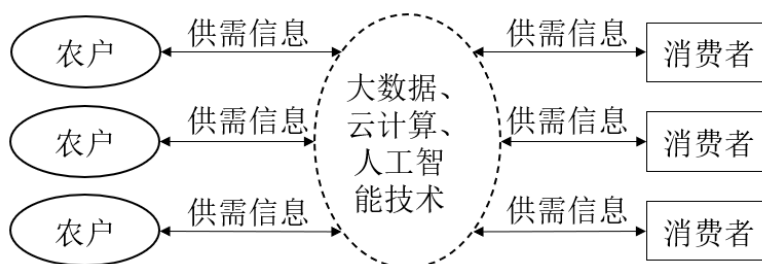 农户 供需信息 供需信息 消费者
大数据、
农户 供需信息 云计算、 供需信息 消费者
人工智
能技术
农户 供需信息 供需信息 消费者